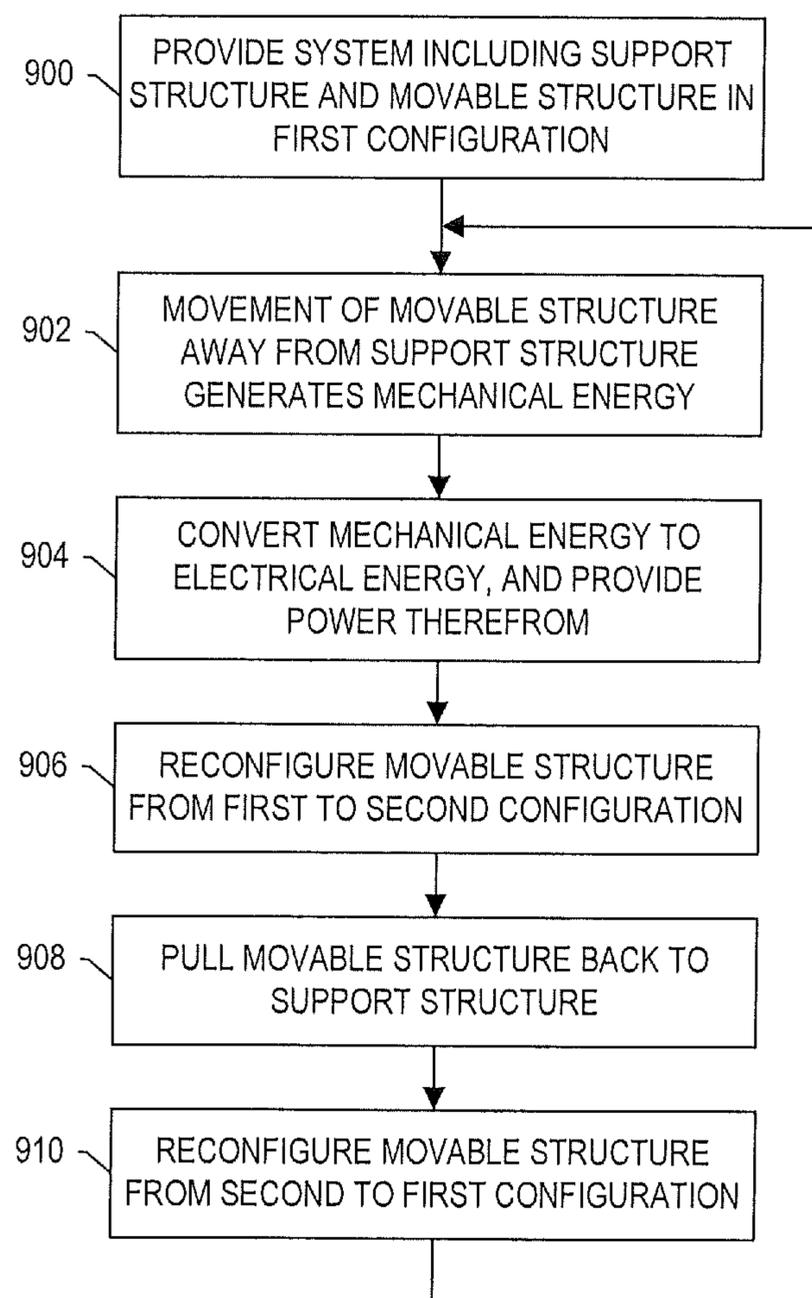 900
PROVIDE SYSTEM INCLUDING SUPPORT
STRUCTURE AND MOVABLE STRUCTURE IN
FIRST CONFIGURATION
902
MOVEMENT OF MOVABLE STRUCTURE
AWAY FROM SUPPORT STRUCTURE
GENERATES MECHANICAL ENERGY
904
CONVERT MECHANICAL ENERGY TO
ELECTRICAL ENERGY, AND PROVIDE
POWER THEREFROM
906
RECONFIGURE MOVABLE STRUCTURE
FROM FIRST TO SECOND CONFIGURATION
908
PULL MOVABLE STRUCTURE BACK TO
SUPPORT STRUCTURE
910
RECONFIGURE MOVABLE STRUCTURE
FROM SECOND TO FIRST CONFIGURATION